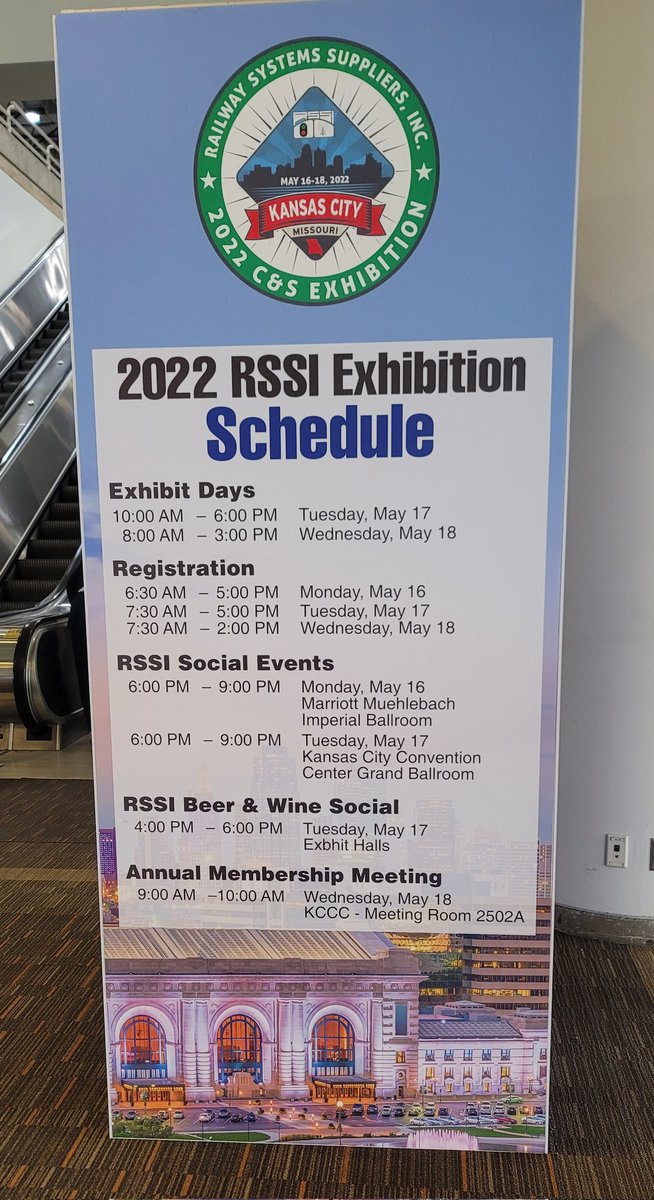 RAILWAY SYSTEMS SUPPLIERS, INC.
RSSI
MAY 16-18, 2022
KANSAS CITY
MISSOURI
2022 C&S EXHIBITION
2022 RSSI Exhibition
Schedule
Exhibit Days
10:00 AM – 6:00 PM Tuesday, May 17
8:00 AM – 3:00 PM Wednesday, May 18
Registration
6:30 AM – 5:00 PM Monday, May 16
7:30 AM – 5:00 PM Tuesday, May 17
7:30 AM – 2:00 PM Wednesday, May 18
RSSI Social Events
6:00 PM – 9:00 PM Monday, May 16
Marriott Muehlebach
Imperial Ballroom
6:00 PM – 9:00 PM Tuesday, May 17
Kansas City Convention
Center Grand Ballroom
RSSI Beer & Wine Social
4:00 PM – 6:00 PM Tuesday, May 17
Exbhit Halls
Annual Membership Meeting
9:00 AM –10:00 AM Wednesday, May 18
KCCC - Meeting Room 2502A